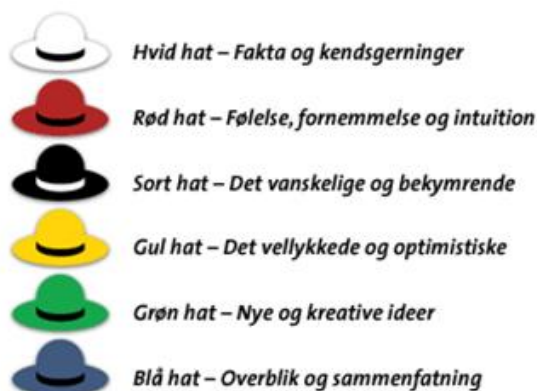 Hvid hat – Fakta og kendsgerninger
Rød hat – Følelse, fornemmelse og intuition
Sort hat – Det vanskelige og bekymrende
Gul hat – Det vellykkede og optimistiske
Grøn hat – Nye og kreative ideer
Blå hat – Overblik og sammenfatning